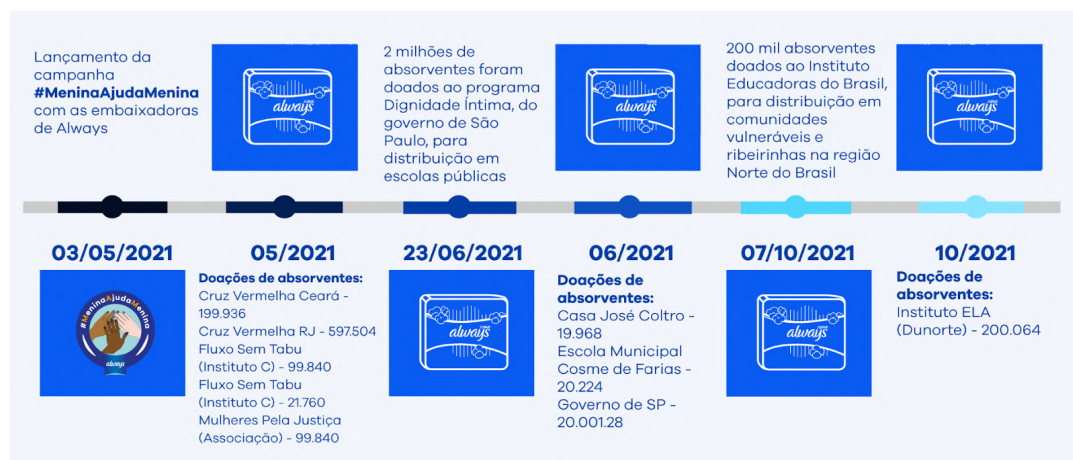 Lançamento da
campanha
#MeninaAjudaMenina
com as embaixadoras
de Always
always
2 milhões de
absorventes foram
doados ao programa
Dignidade Íntima, do
governo de São
Paulo, para
distribuição em
escolas públicas
always
200 mil absorventes
doados ao Instituto
Educadoras do Brasil,
para distribuição em
comunidades
vulneráveis e
ribeirinhas na região
Norte do Brasil
always
03/05/2021
#MeninaAjudaMenina
always
05/2021
Doações de absorventes:
Cruz Vermelha Ceará -
199.936
Cruz Vermelha RJ - 597.504
Fluxo Sem Tabu
(Instituto C) - 99.840
Fluxo Sem Tabu
(Instituto C) - 21.760
Mulheres Pela Justiça
(Associação) - 99.840
23/06/2021
always
06/2021
Doações de
absorventes:
Casa José Coltro -
19.968
Escola Municipal
Cosme de Farias -
20.224
Governo de SP -
20.001.28
07/10/2021
always
10/2021
Doações de
absorventes:
Instituto ELA
(Dunorte) - 200.064